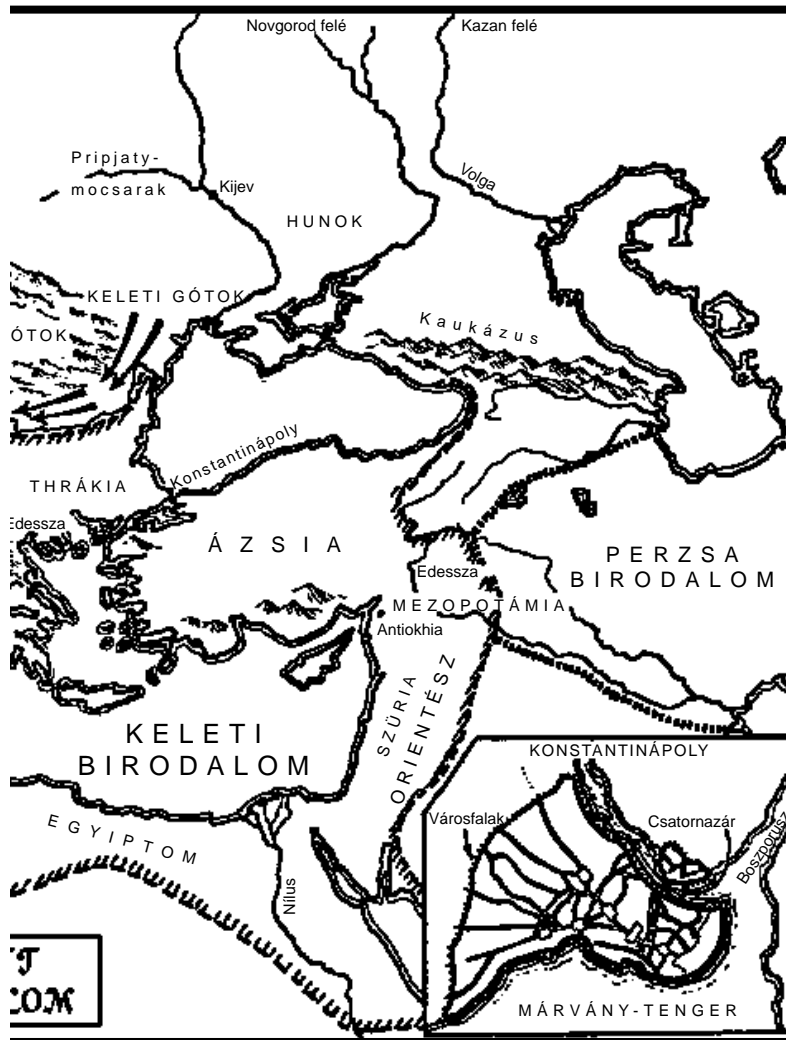 Novgorod felé
Kazan felé
Pripjaty-
mocsarak
Kijev
Volga
HUNOK
KELETI GÓTOK
ÓTOK
Kaukázus
Konstantinápoly
THRÁKIA
Edessza
ÁZSIA
PERZSA
BIRODALOM
Edessza
MEZOPOTÁMIA
Antiokhia
SZÜRIA
ORIENTÉSZ
KELETI
BIRODALOM
EGYIPTOM
Nílus
KONSTANTINÁPOLY
Városfalak
Csatornazár
Boszporusz
MÁRVÁNY-TENGER
LOM